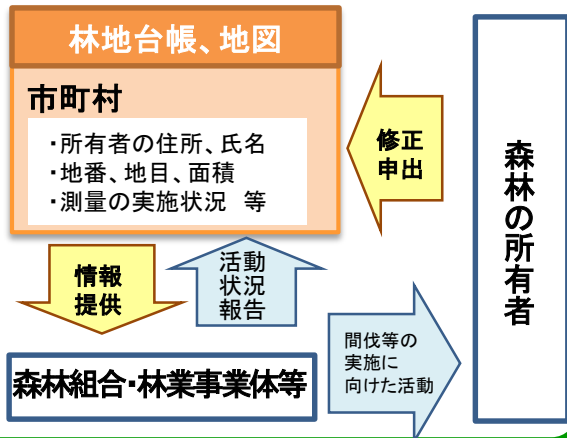 林地台帳、地図
市町村
・所有者の住所、氏名
・地番、地目、面積
・測量の実施状況 等
修正
申出
森林の所有者
情報
提供
活動
状況
報告
間伐等の
実施に
向けた活動
森林組合・林業事業体等